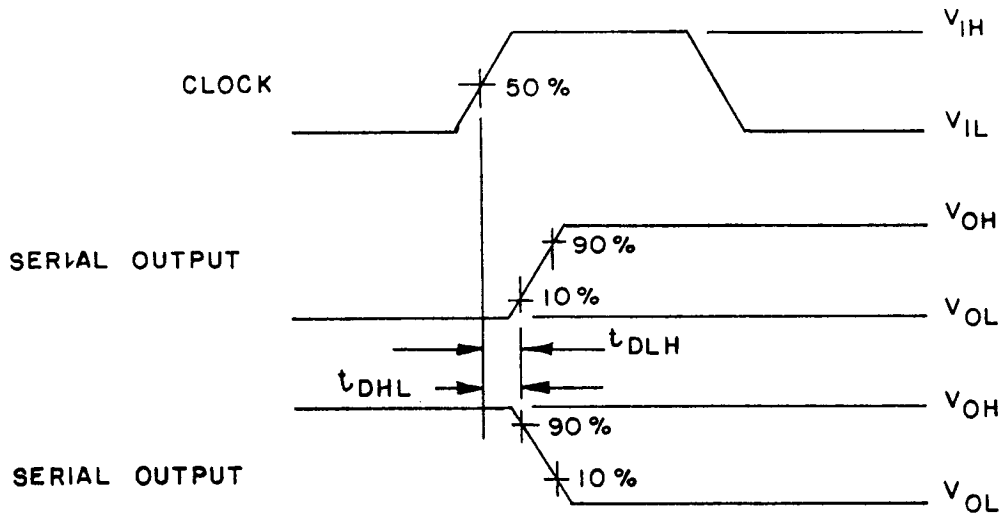 V_IH
CLOCK
50%
V_IL
V_OH
90%
SERIAL OUTPUT
10%
V_OL
t_DLH
t_DHL
V_OH
90%
SERIAL OUTPUT
10%
V_OL